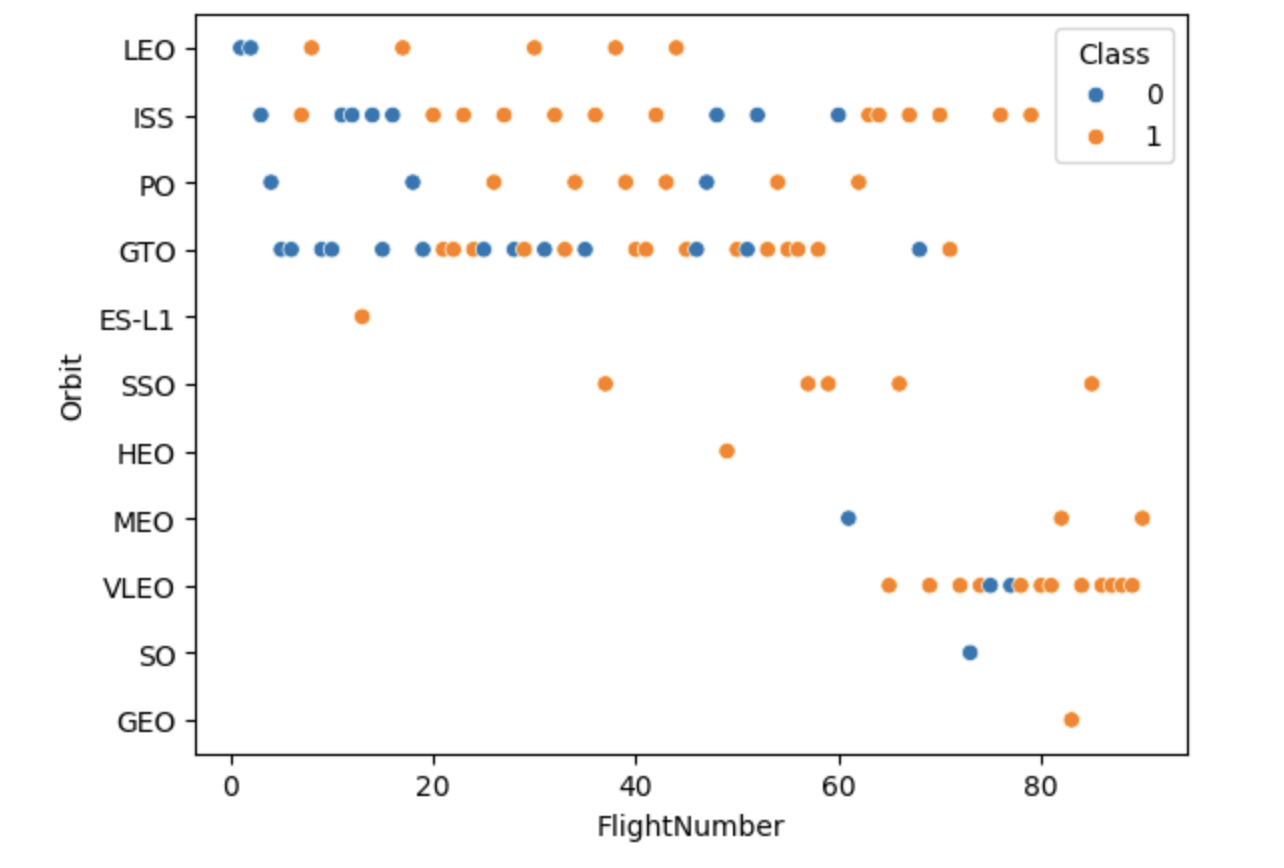 LEO
ISS
PO
GTO
ES-L1
SSO
HEO
MEO
VLEO
SO
GEO
Orbit
0 20 40 60 80
FlightNumber
Class
0
1